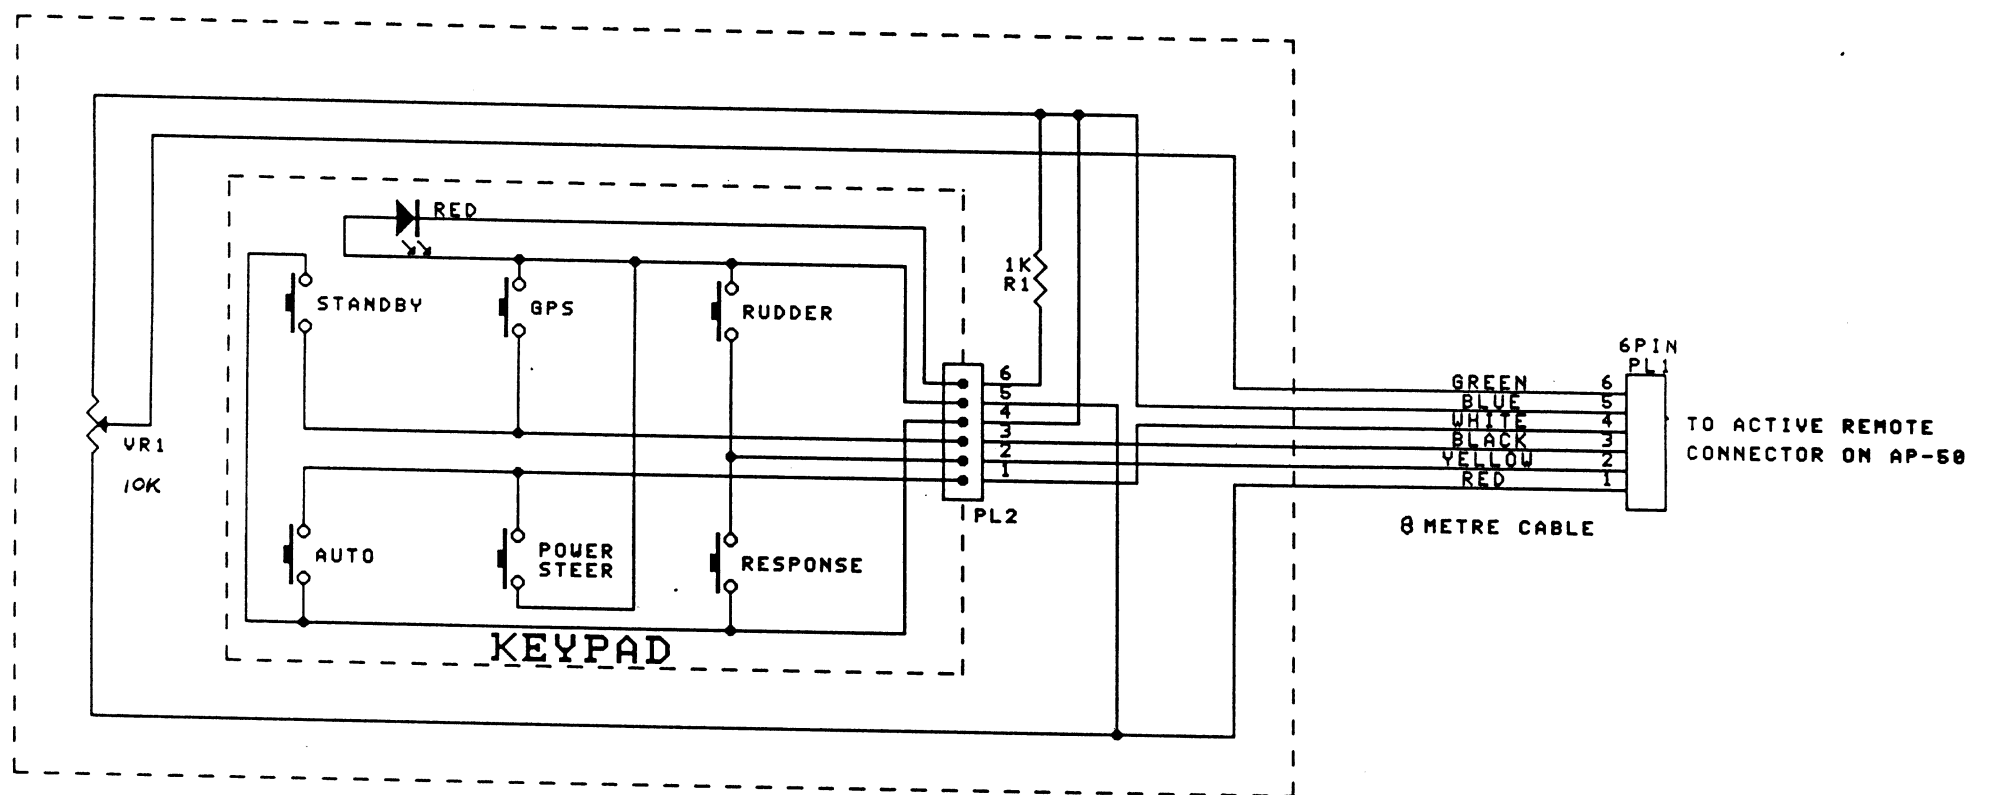 RED
STANDBY
GPS
RUDDER
1K
R1
6
5
4
3
2
1
PL2
VR1
10K
AUTO
POWER
STEER
RESPONSE
KEYPAD
6PIN
PL1
GREEN 6
BLUE 5
WHITE 4
BLACK 3
YELLOW 2
RED 1
TO ACTIVE REMOTE
CONNECTOR ON AP-50
8 METRE CABLE